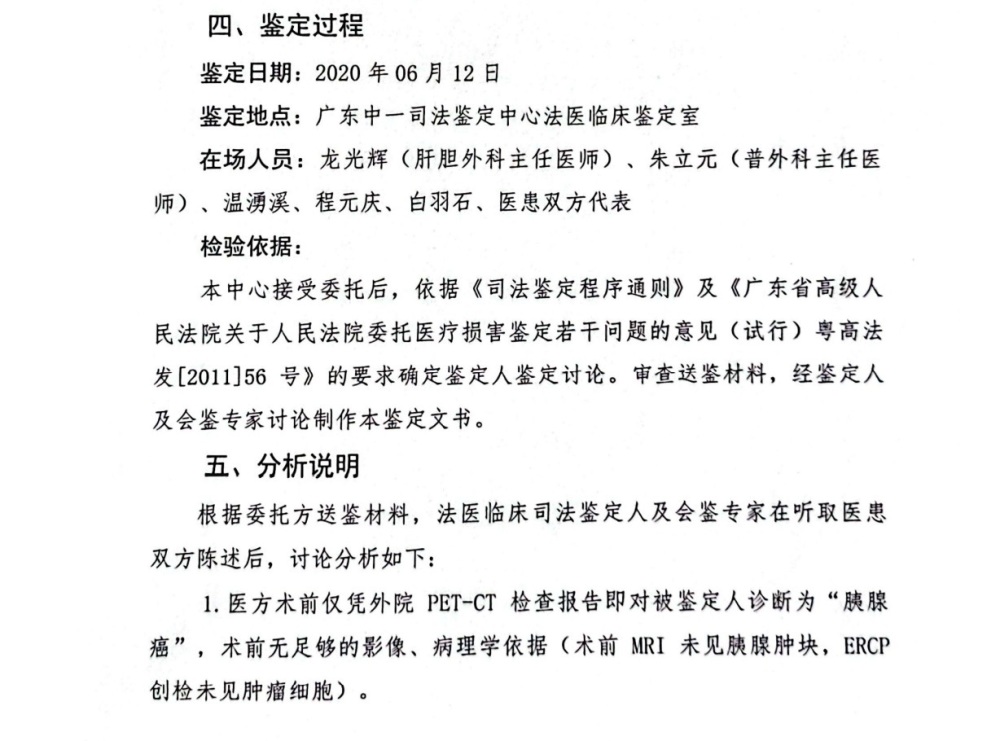 四、鉴定过程
鉴定日期：2020 年 06 月 12 日
鉴定地点：广东中一司法鉴定中心法医临床鉴定室
在场人员：龙光辉（肝胆外科主任医师）、朱立元（普外科主任医
师）、温湧溪、程元庆、白羽石、医患双方代表
检验依据：
本中心接受委托后，依据《司法鉴定程序通则》及《广东省高级人
民法院关于人民法院委托医疗损害鉴定若干问题的意见（试行）粤高法
发[2011]56 号》的要求确定鉴定人鉴定讨论。审查送鉴材料，经鉴定人
及会鉴专家讨论制作本鉴定文书。
五、分析说明
根据委托方送鉴材料，法医临床司法鉴定人及会鉴专家在听取医患
双方陈述后，讨论分析如下：
1.医方术前仅凭外院 PET-CT 检查报告即对被鉴定人诊断为“胰腺
癌”，术前无足够的影像、病理学依据（术前 MRI 未见胰腺肿块，ERCP
创检未见肿瘤细胞）。